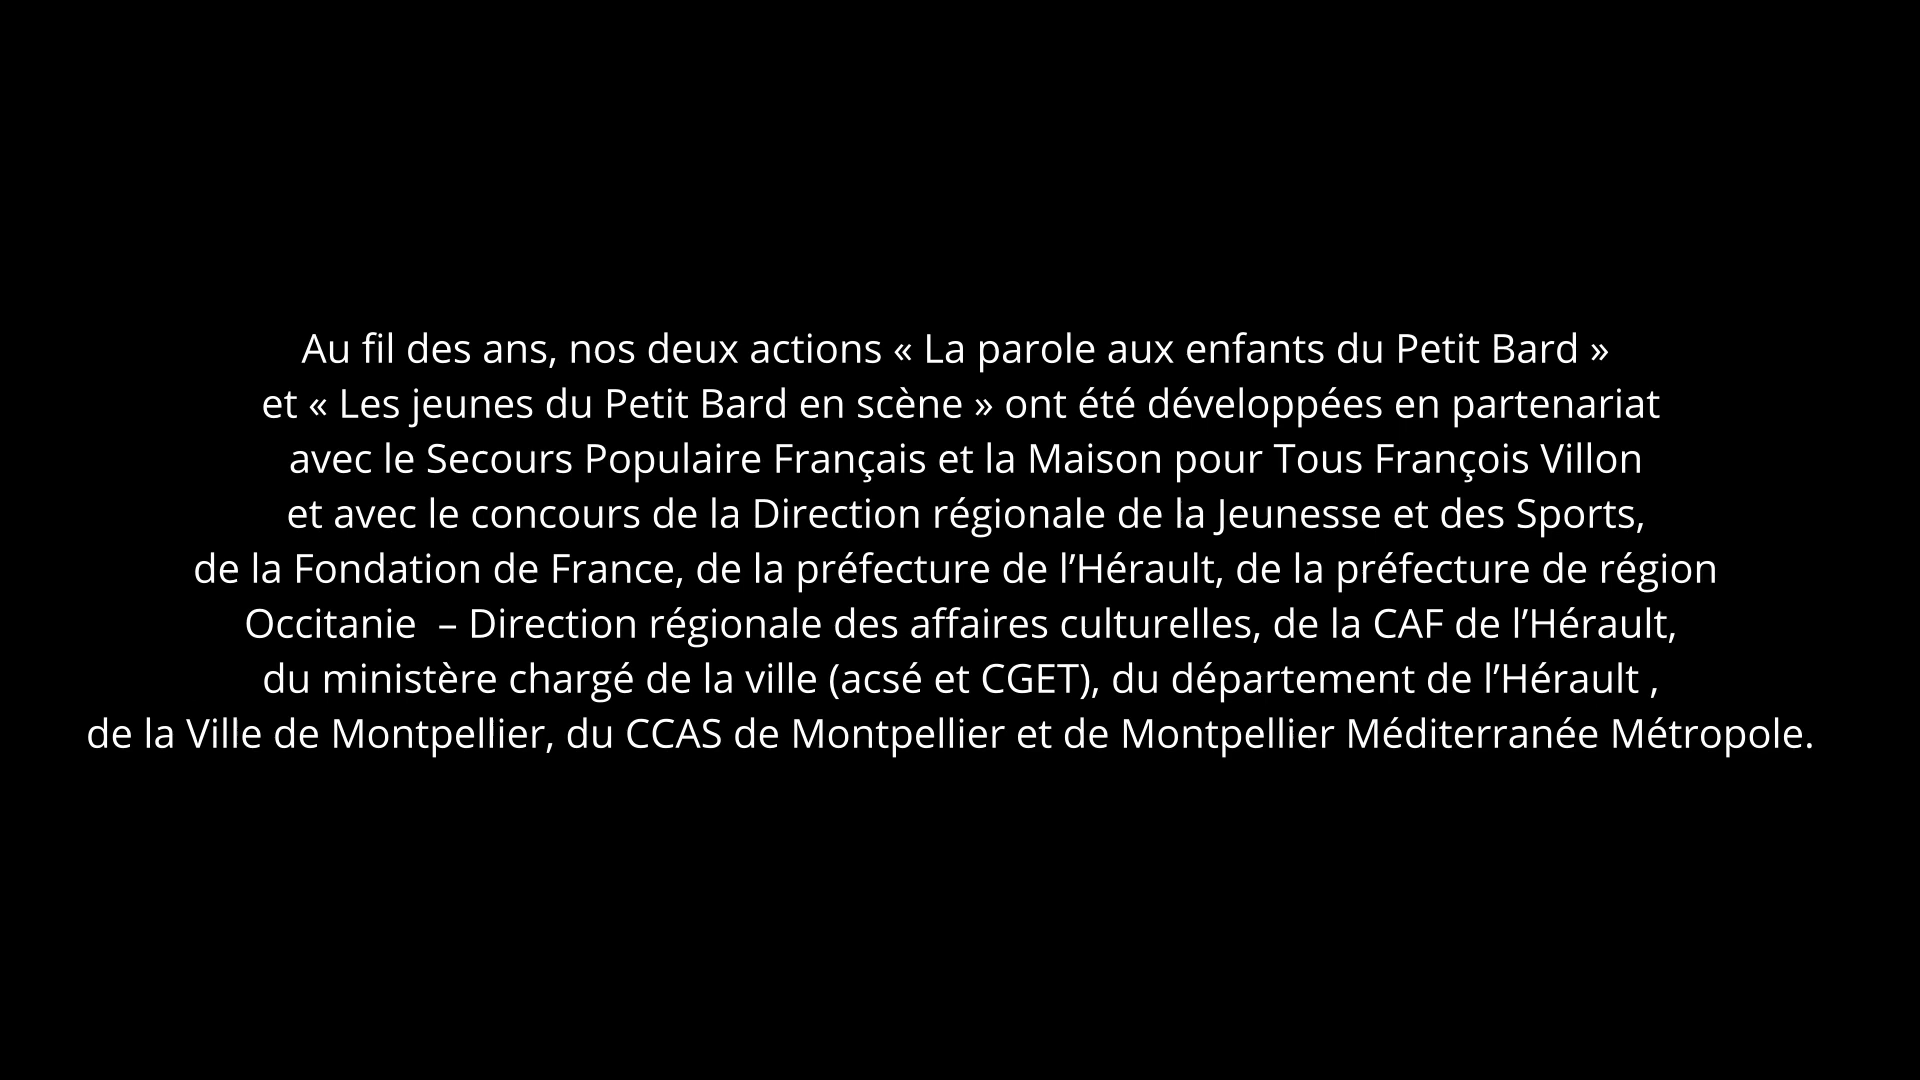 Au fil des ans, nos deux actions « La parole aux enfants du Petit Bard »
et « Les jeunes du Petit Bard en scène » ont été développées en partenariat
avec le Secours Populaire Français et la Maison pour Tous François Villon
et avec le concours de la Direction régionale de la Jeunesse et des Sports,
de la Fondation de France, de la préfecture de l’Hérault, de la préfecture de région
Occitanie  – Direction régionale des affaires culturelles, de la CAF de l’Hérault,
du ministère chargé de la ville (acsé et CGET), du département de l’Hérault ,
de la Ville de Montpellier, du CCAS de Montpellier et de Montpellier Méditerranée Métropole.